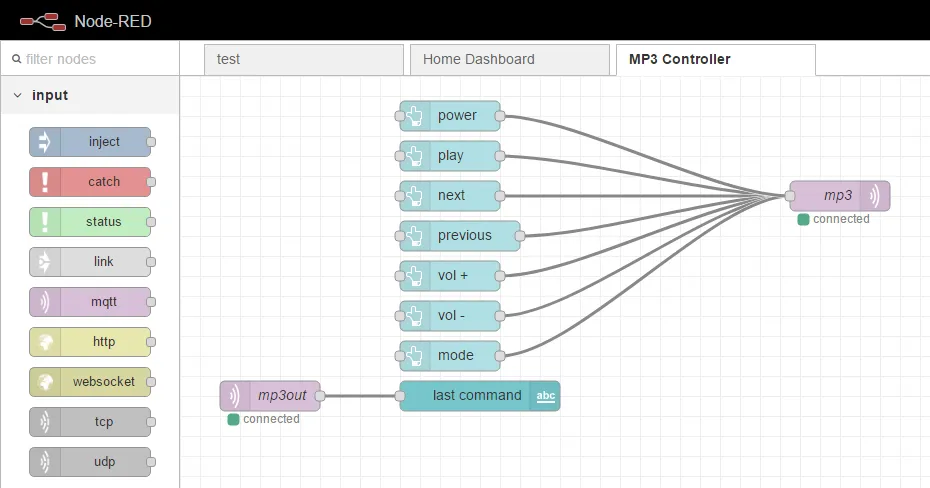 Node-RED
filter nodes
test
Home Dashboard
MP3 Controller
input
inject
catch
status
link
mqtt
http
websocket
tcp
udp
power
play
next
previous
vol +
vol -
mode
mp3
connected
mp3out
connected
last command
abc